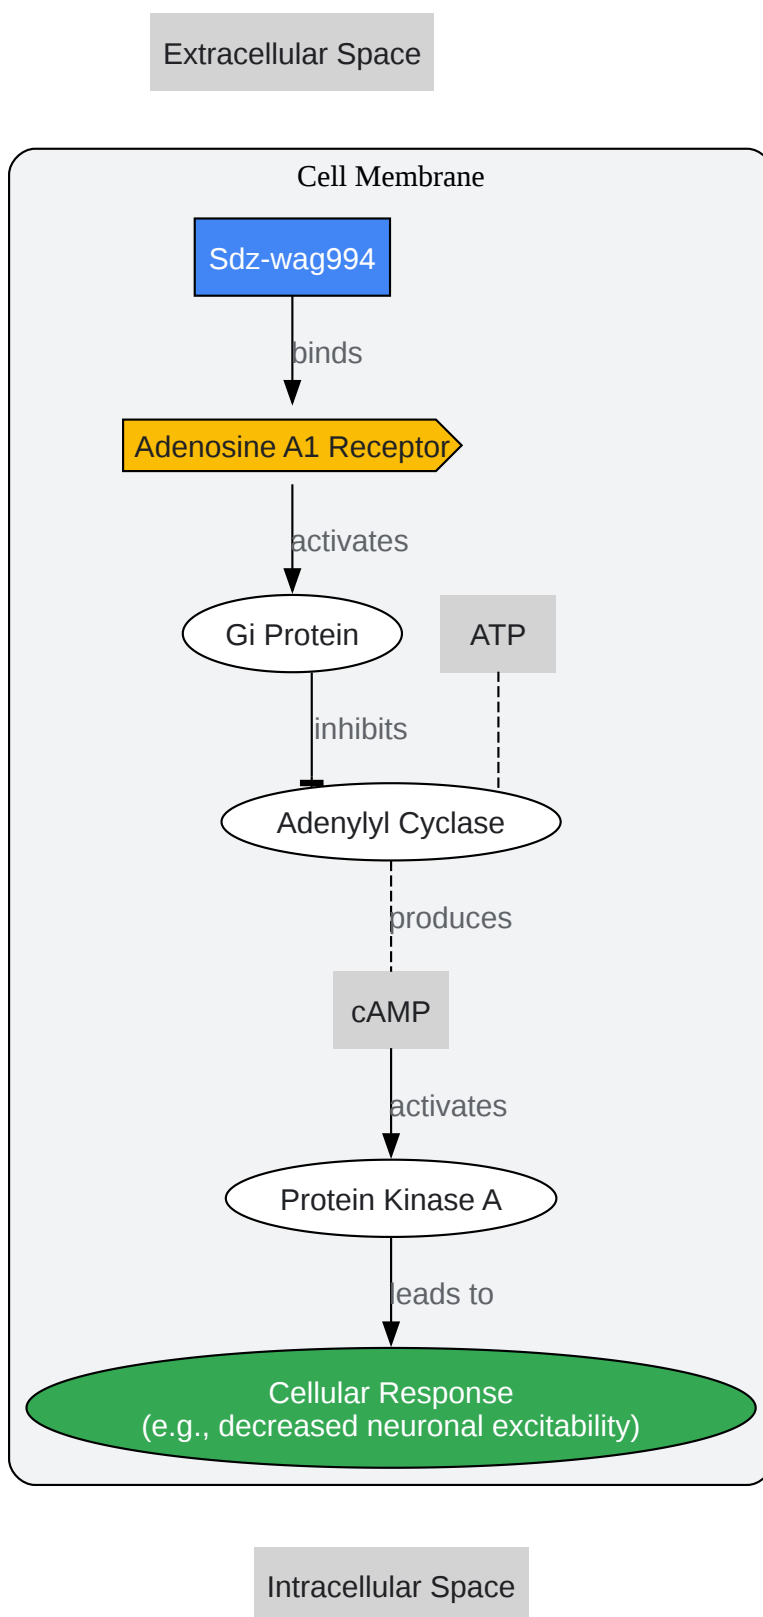 Extracellular Space
Cell Membrane
Sdz-wag994
binds
Adenosine A1 Receptor
activates
Gi Protein
ATP
inhibits
Adenylyl Cyclase
produces
cAMP
activates
Protein Kinase A
leads to
Cellular Response
(e.g., decreased neuronal excitability)
Intracellular Space